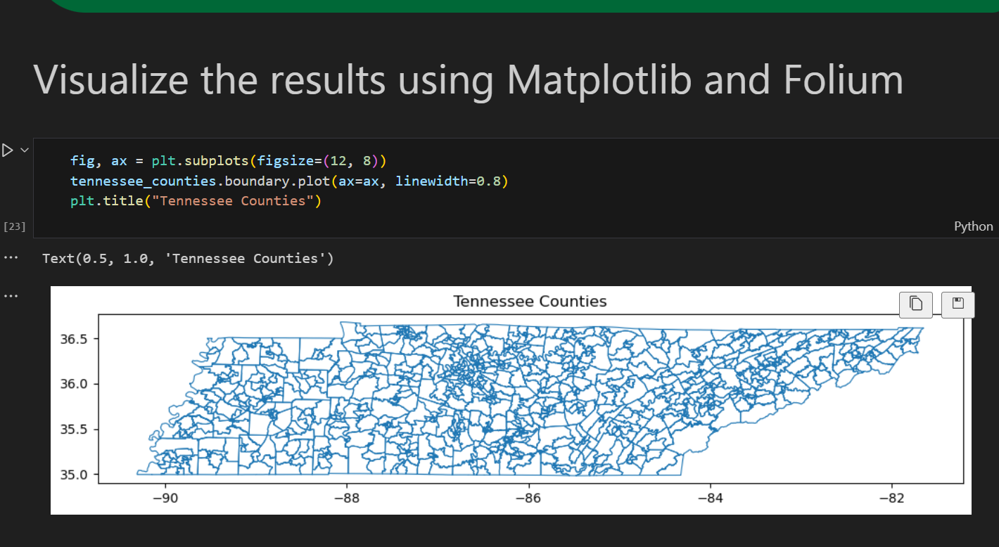 Visualize the results using Matplotlib and Folium
fig, ax = plt.subplots(figsize=(12, 8))
tennessee_counties.boundary.plot(ax=ax, linewidth=0.8)
plt.title("Tennessee Counties")
[23]
Python
Text(0.5, 1.0, 'Tennessee Counties')
Tennessee Counties
36.5
36.0
35.5
35.0
−90 −88 −86 −84 −82